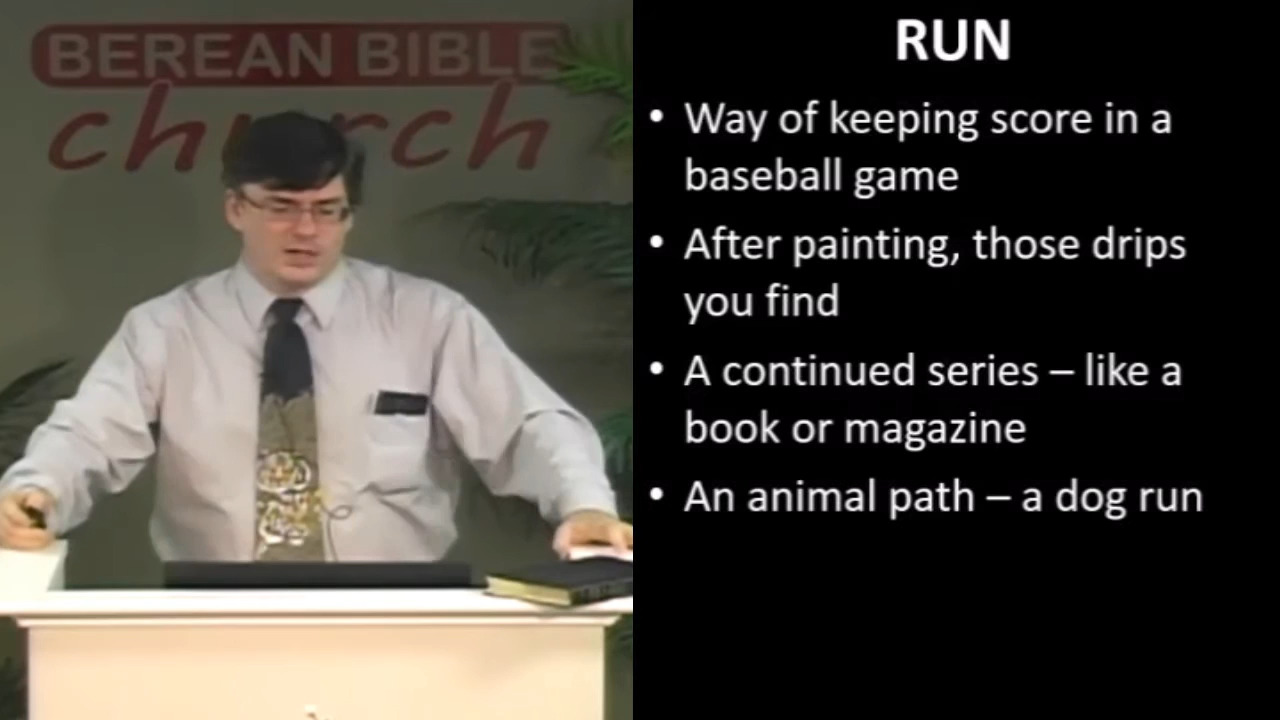 BEREAN BIBLE
church
RUN
• Way of keeping score in a
baseball game
• After painting, those drips
you find
• A continued series – like a
book or magazine
• An animal path – a dog run